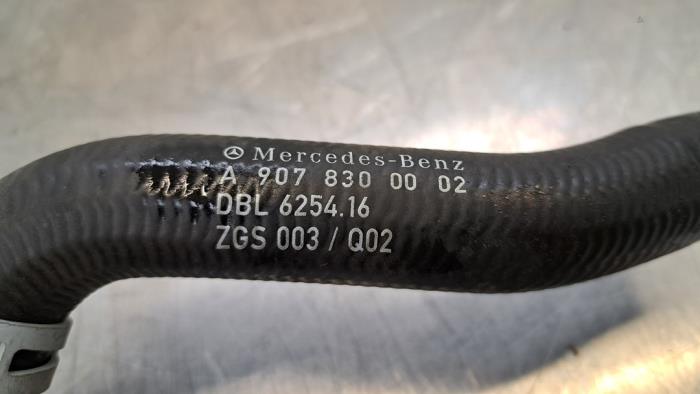 Mercedes-Benz
A 907 830 00 02
DBL 6254.16
ZGS 003 / Q02